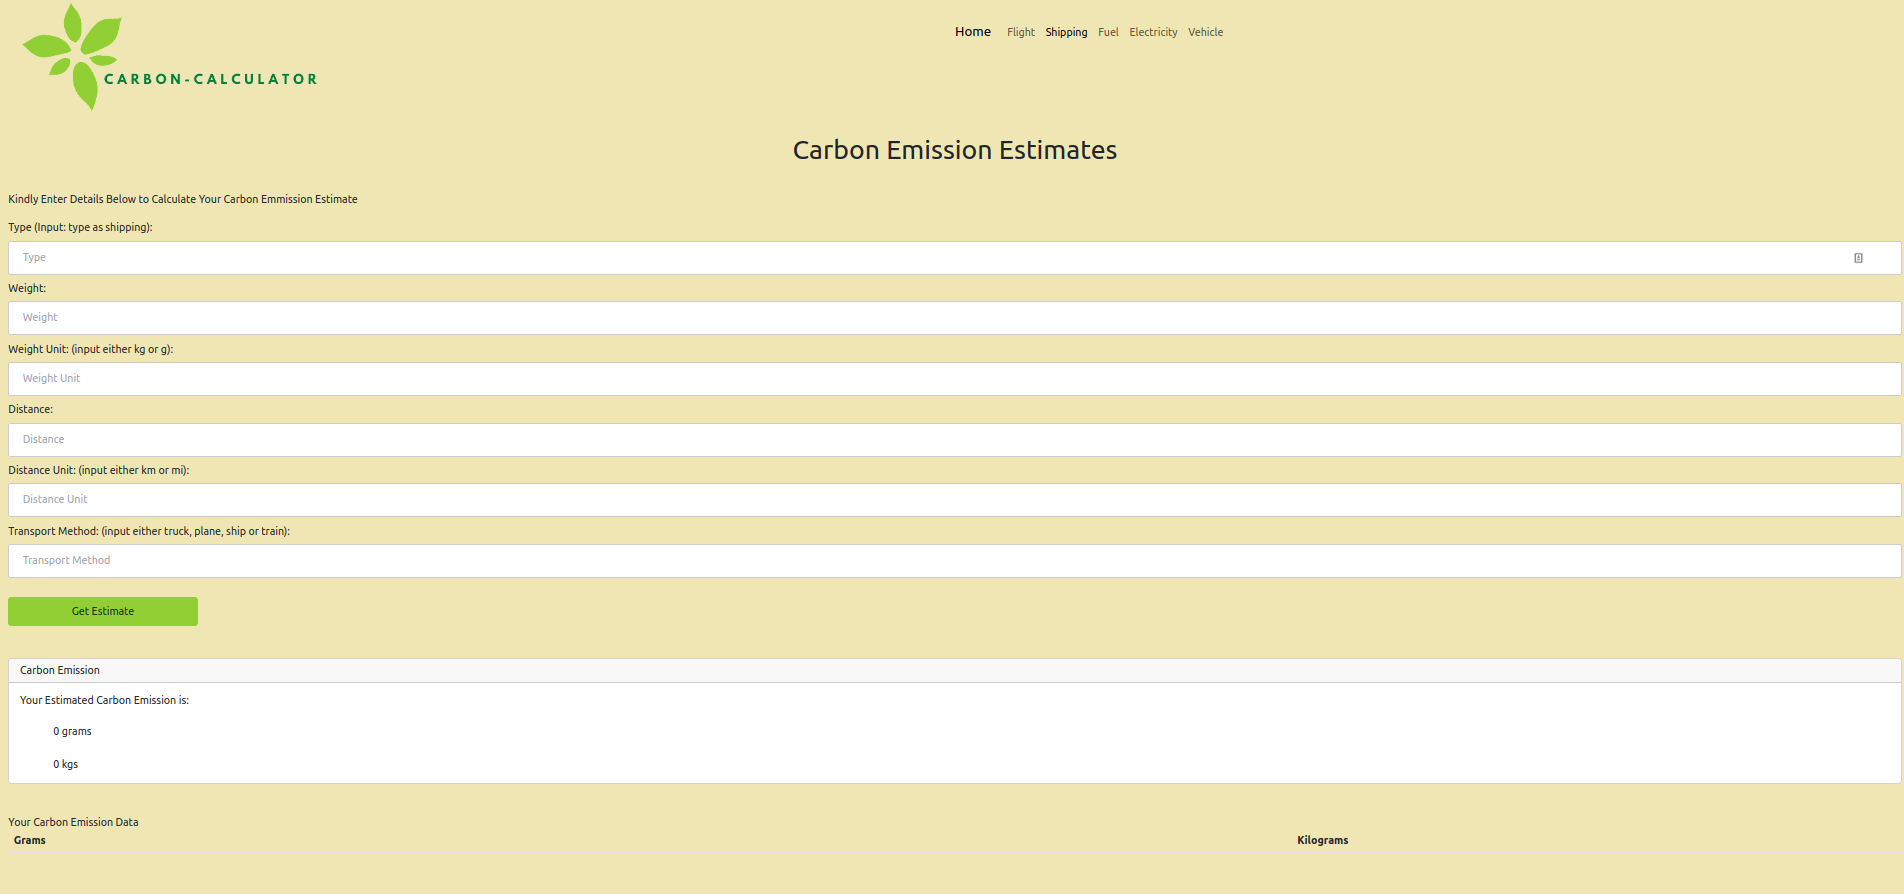 CARBON-CALCULATOR
Home Flight Shipping Fuel Electricity Vehicle
Carbon Emission Estimates
Kindly Enter Details Below to Calculate Your Carbon Emmission Estimate
Type (Input: type as shipping):
Type
Weight:
Weight
Weight Unit: (input either kg or g):
Weight Unit
Distance:
Distance
Distance Unit: (input either km or mi):
Distance Unit
Transport Method: (input either truck, plane, ship or train):
Transport Method
Get Estimate
Carbon Emission
Your Estimated Carbon Emission is:
0 grams
0 kgs
Your Carbon Emission Data
Grams Kilograms